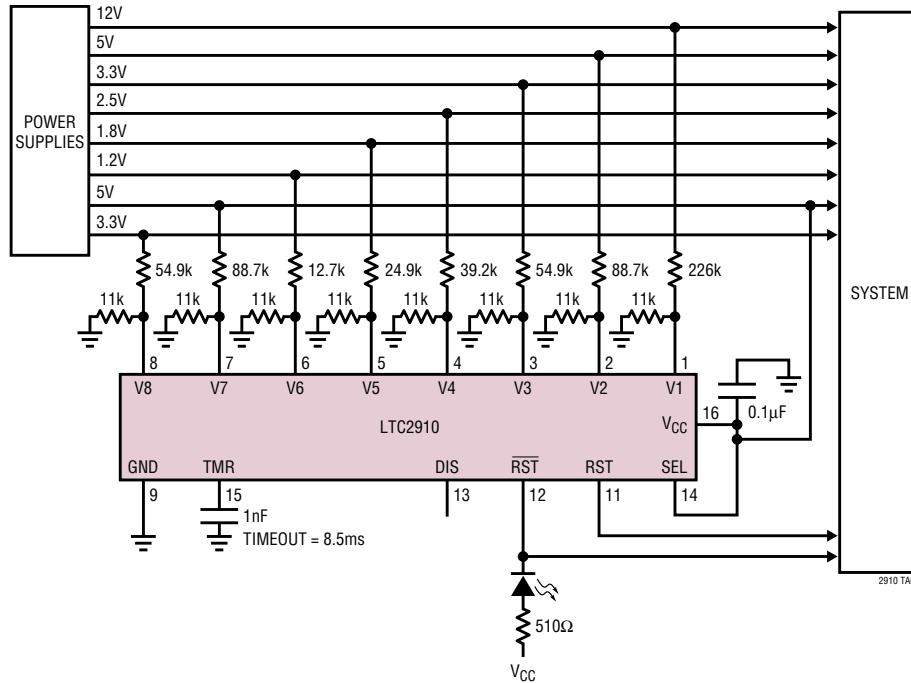 12V
5V
3.3V
2.5V
1.8V
1.2V
5V
3.3V
POWER
SUPPLIES
SYSTEM
54.9k
88.7k
12.7k
24.9k
39.2k
54.9k
88.7k
226k
11k
11k
11k
11k
11k
11k
11k
11k
8
7
6
5
4
3
2
1
V8
V7
V6
V5
V4
V3
V2
V1
LTC2910
VCC
16
0.1µF
GND
TMR
DIS
RST
RST
SEL
9
15
13
12
11
14
1nF
TIMEOUT = 8.5ms
510Ω
VCC
2910